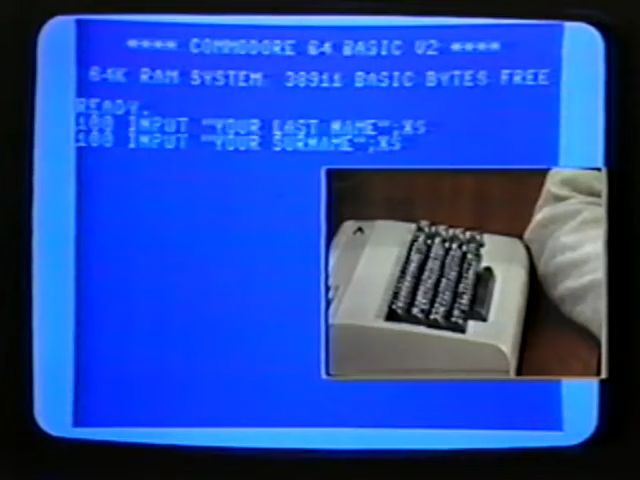 **** COMMODORE 64 BASIC V2 ****
64K RAM SYSTEM 38911 BASIC BYTES FREE
READY.
100 INPUT "YOUR LAST NAME";X$
100 INPUT "YOUR SURNAME";X$